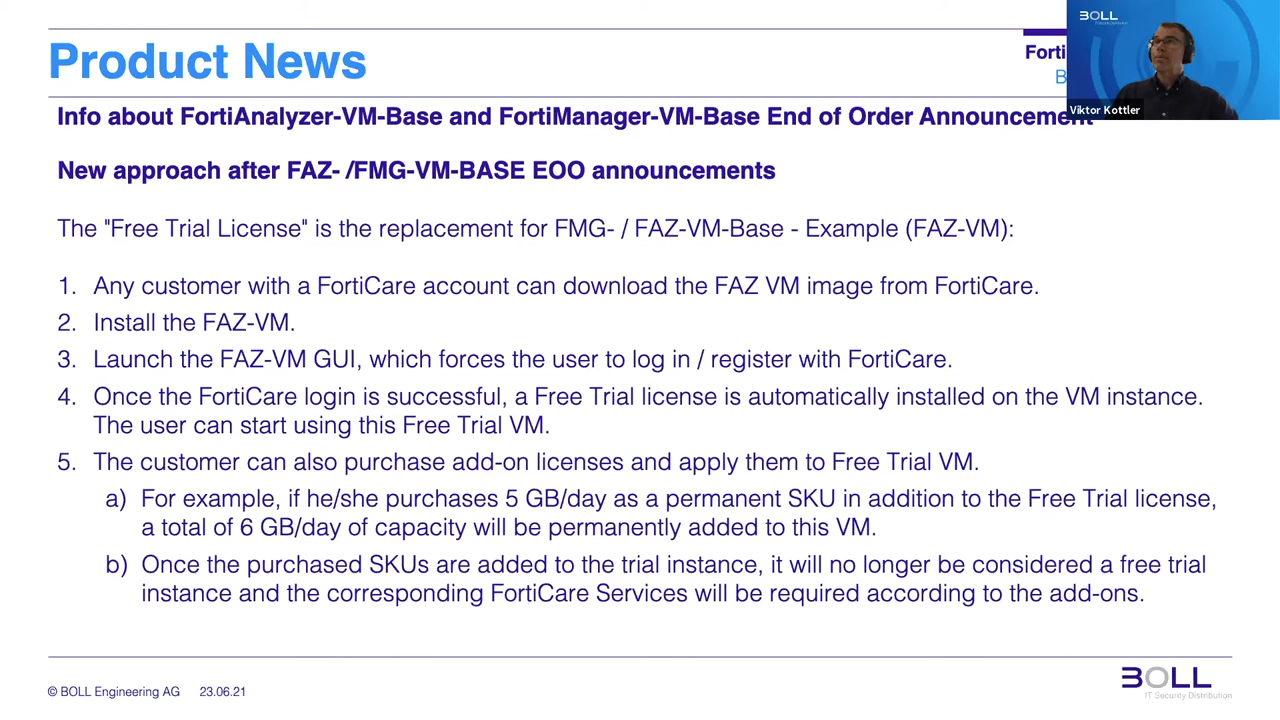 Product News
Forti
B
BOLL
Viktor Kottler
Info about FortiAnalyzer-VM-Base and FortiManager-VM-Base End of Order Announcement
New approach after FAZ- /FMG-VM-BASE EOO announcements
The "Free Trial License" is the replacement for FMG- / FAZ-VM-Base - Example (FAZ-VM):
1. Any customer with a FortiCare account can download the FAZ VM image from FortiCare.
2. Install the FAZ-VM.
3. Launch the FAZ-VM GUI, which forces the user to log in / register with FortiCare.
4. Once the FortiCare login is successful, a Free Trial license is automatically installed on the VM instance.
The user can start using this Free Trial VM.
5. The customer can also purchase add-on licenses and apply them to Free Trial VM.
a) For example, if he/she purchases 5 GB/day as a permanent SKU in addition to the Free Trial license,
a total of 6 GB/day of capacity will be permanently added to this VM.
b) Once the purchased SKUs are added to the trial instance, it will no longer be considered a free trial
instance and the corresponding FortiCare Services will be required according to the add-ons.
© BOLL Engineering AG 23.06.21
BOLL
IT Security Distribution